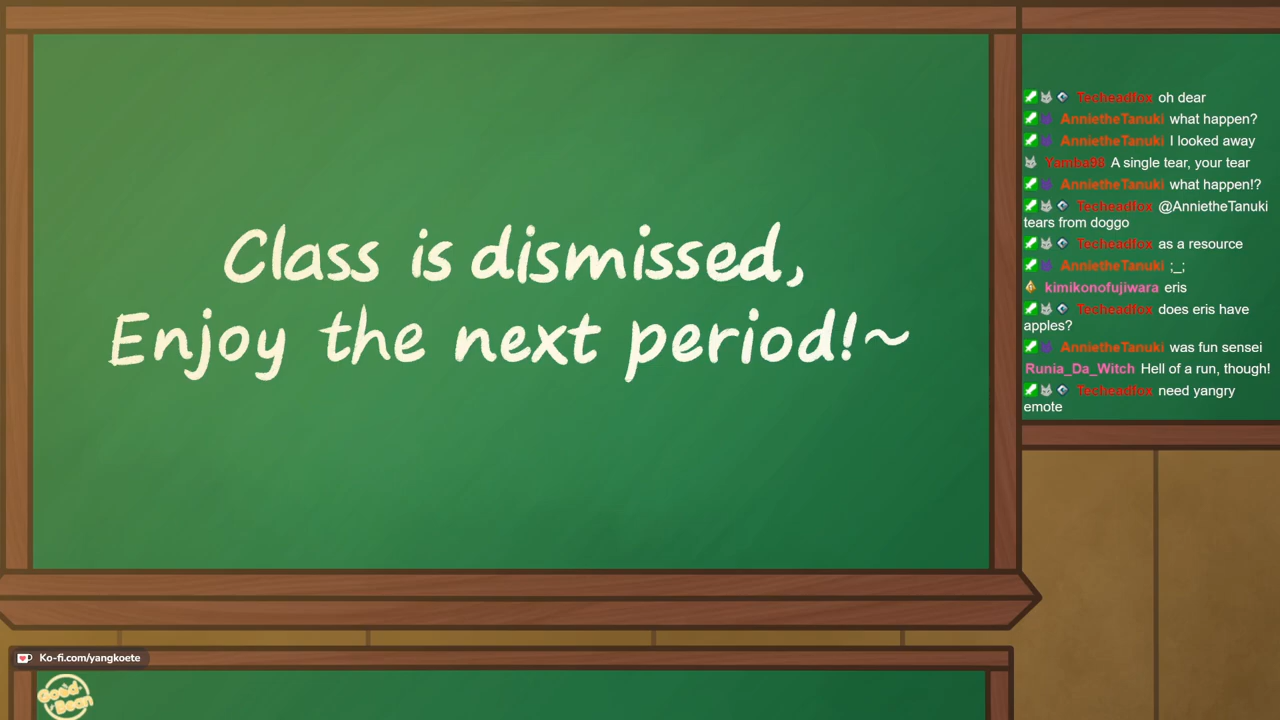 Class is dismissed,
Enjoy the next period!~
Techeadfox oh dear
AnnietheTanuki what happen?
AnnietheTanuki I looked away
Yamba98 A single tear, your tear
AnnietheTanuki what happen!?
Techeadfox @AnnietheTanuki
tears from doggo
Techeadfox as a resource
AnnietheTanuki ;_;
kimikonofujiwara eris
Techeadfox does eris have
apples?
AnnietheTanuki was fun sensei
Runia_Da_Witch Hell of a run, though!
Techeadfox need yangry
emote
Ko-fi.com/yangkoete
Good
Bean